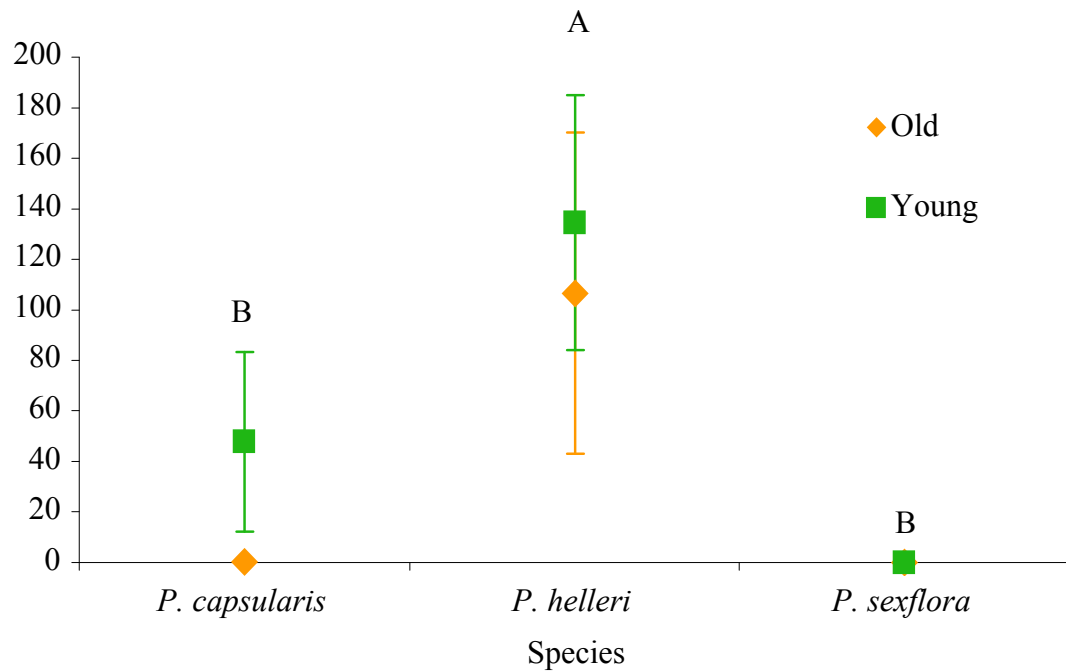 A
200
180
160
140
120
100
80
60
40
20
0
Old
Young
B
B
P. capsularis
P. helleri
P. sexflora
Species